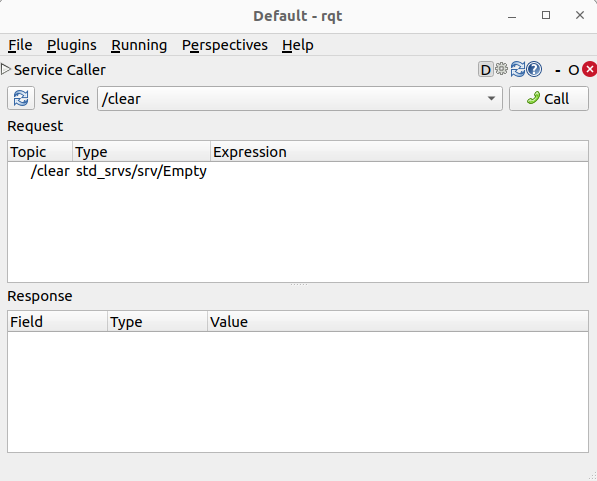 Default - rqt
File Plugins Running Perspectives Help
Service Caller D ? - O
Service /clear Call
Request
Topic Type Expression
/clear std_srvs/srv/Empty
Response
Field Type Value